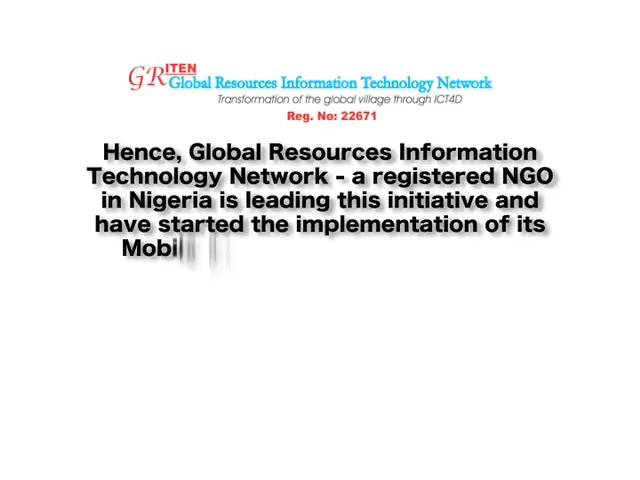 GRITEN
Global Resources Information Technology Network
Transformation of the global village through ICT4D
Reg. No: 22671
Hence, Global Resources Information
Technology Network - a registered NGO
in Nigeria is leading this initiative and
have started the implementation of its